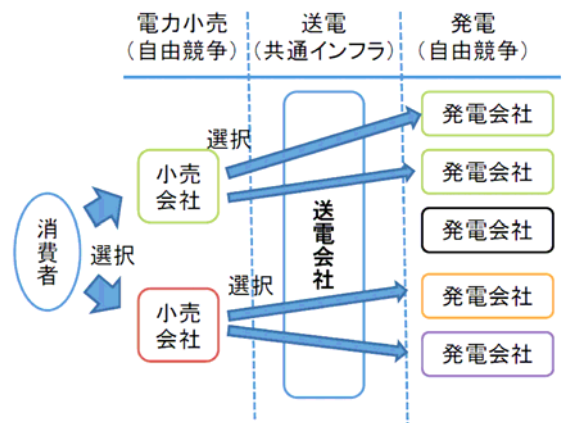 電力小売
(自由競争)
送電
(共通インフラ)
発電
(自由競争)
消費者
選択
小売
会社
選択
小売
会社
選択
送電会社
発電会社
発電会社
発電会社
発電会社
発電会社